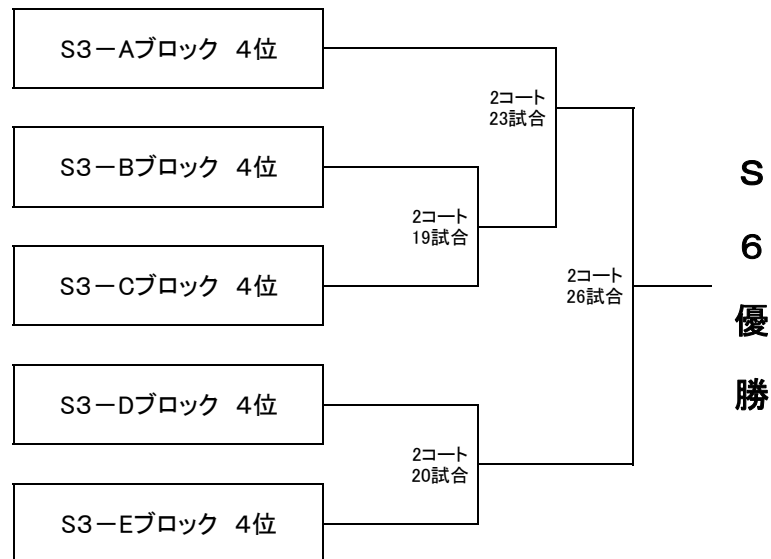 S3－Aブロック　4位
2コート
23試合
S3－Bブロック　4位
2コート
19試合
S3－Cブロック　4位
2コート
26試合
S3－Dブロック　4位
2コート
20試合
S3－Eブロック　4位
S
6
優
勝